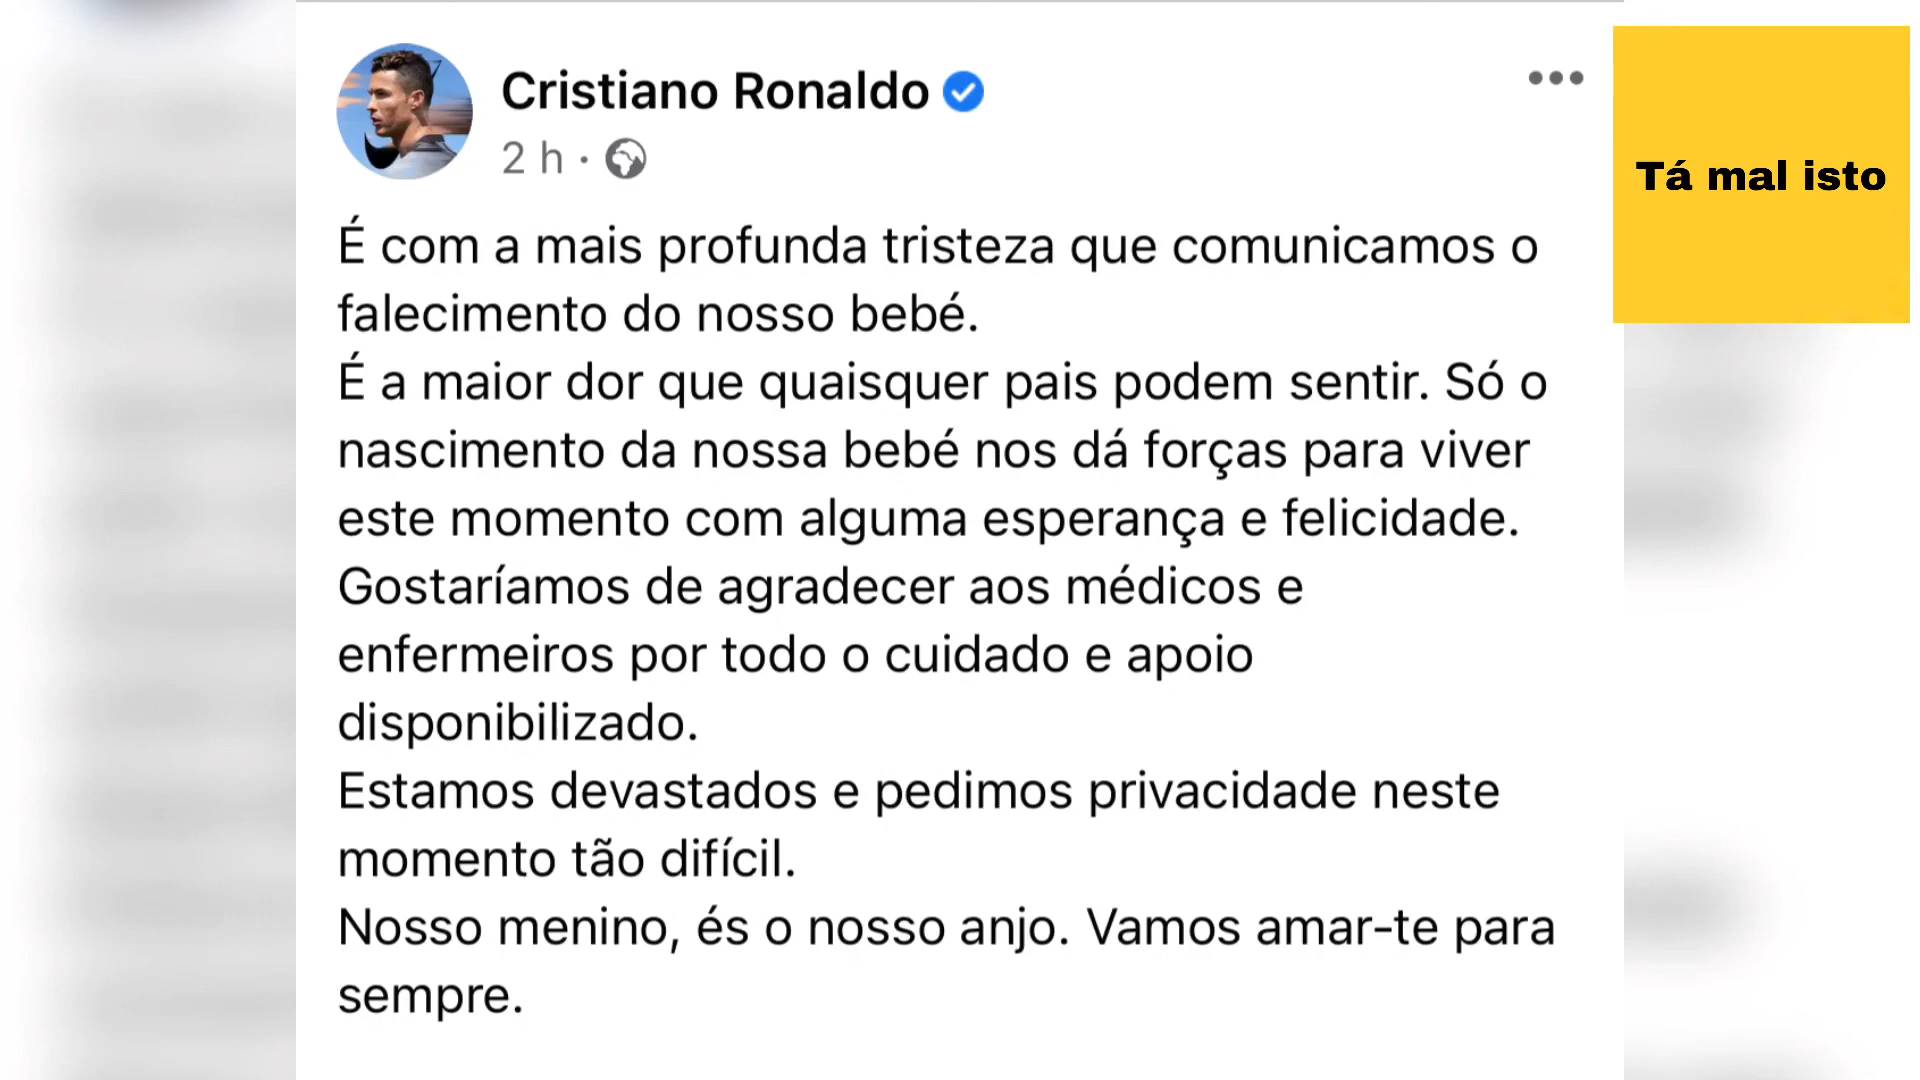 Cristiano Ronaldo
2 h ·
Tá mal isto
É com a mais profunda tristeza que comunicamos o
falecimento do nosso bebé.
É a maior dor que quaisquer pais podem sentir. Só o
nascimento da nossa bebé nos dá forças para viver
este momento com alguma esperança e felicidade.
Gostaríamos de agradecer aos médicos e
enfermeiros por todo o cuidado e apoio
disponibilizado.
Estamos devastados e pedimos privacidade neste
momento tão difícil.
Nosso menino, és o nosso anjo. Vamos amar-te para
sempre.